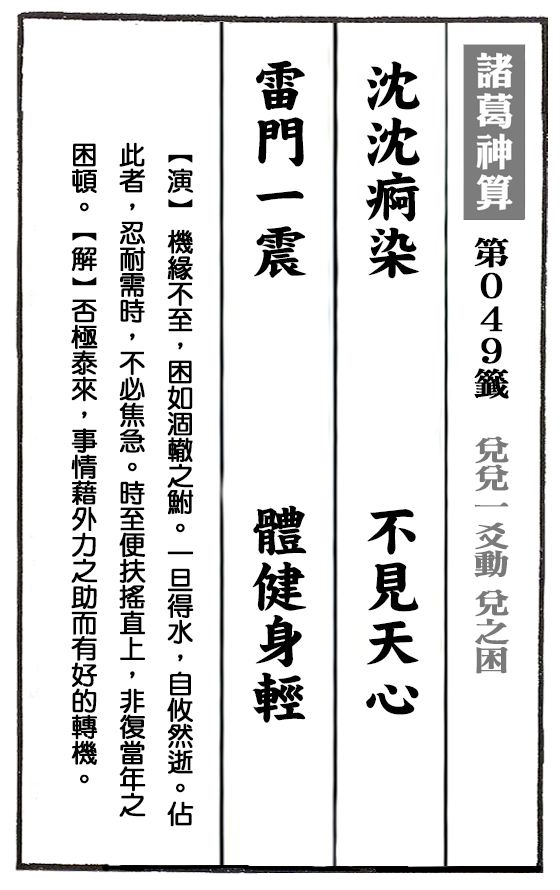 諸葛神算 第049籤 兌兌一爻動 兌之困
沈沈痾染 不見天心
雷門一震 體健身輕
【演】機緣不至，困如涸轍之鮒。一旦得水，自攸然逝。占
此者，忍耐需時，不必焦急。時至便扶搖直上，非復當年之
困頓。【解】否極泰來，事情藉外力之助而有好的轉機。